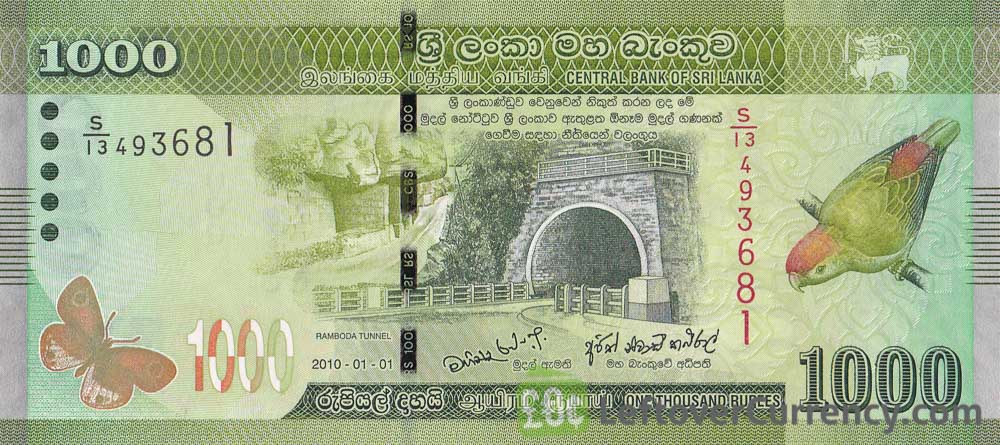 1000
ශ්‍රී ලංකා මහ බැංකුව
இலங்கை மத்திய வங்கி CENTRAL BANK OF SRI LANKA
ශ්‍රී ලංකාණ්ඩුව වෙනුවෙන් නිකුත් කරන ලද මේ
මුදල් නෝට්ටුව ශ්‍රී ලංකාව ඇතුළත ඕනෑම මුදල් ගණනක්
ගෙවීම සඳහා නීතියෙන් වලංගුය
S/13 493681
S/13 493681
RAMBODA TUNNEL
2010 - 01 - 01
මුදල් ඇමති
මහ බැංකුවේ අධිපති
1000
1000
රුපියල් දහයි ஆயிரம் ரூபாய் ONE THOUSAND RUPEES
LeftoverCurrency.com